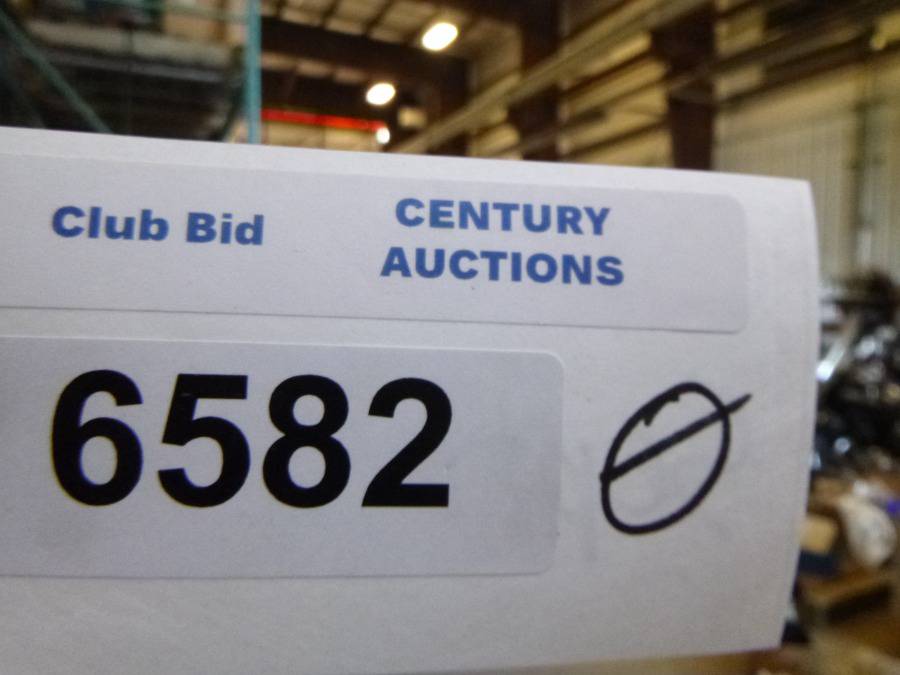 Club Bid
CENTURY
AUCTIONS
6582 Ø